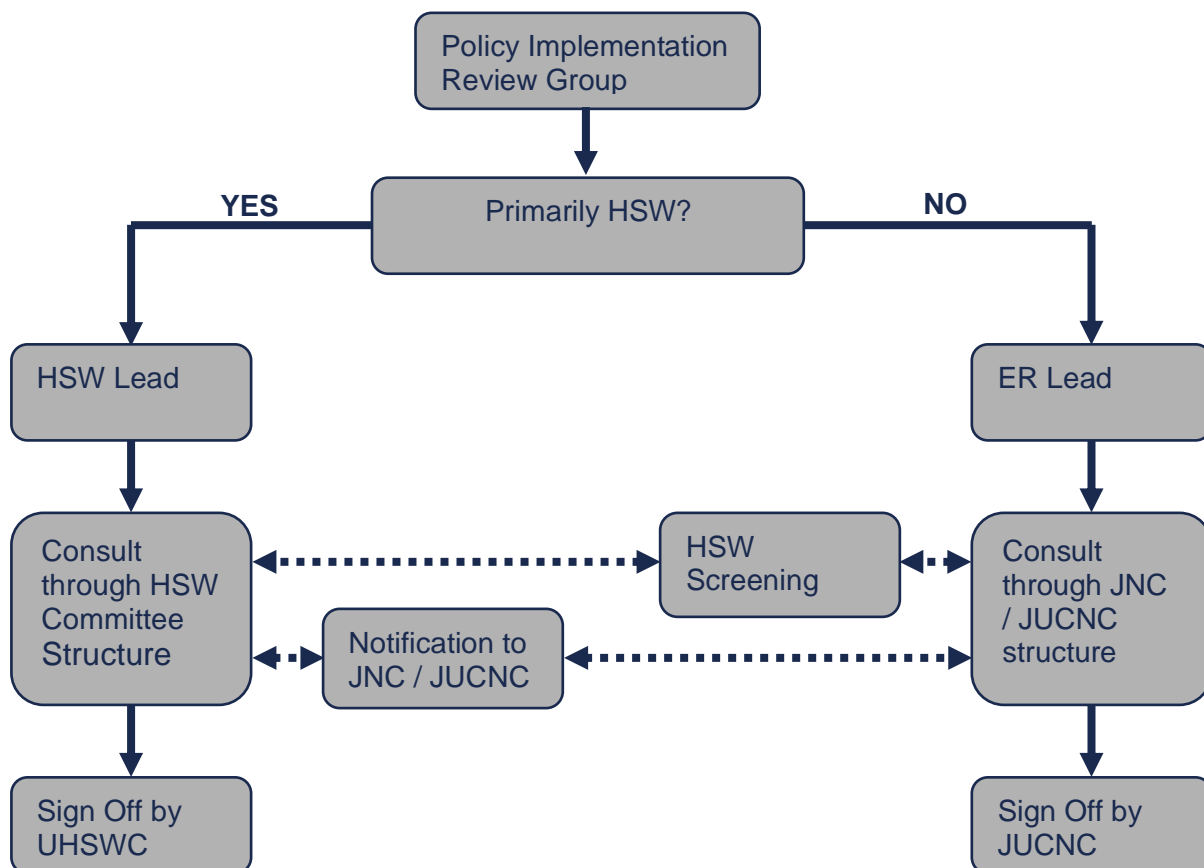 Policy Implementation
Review Group
YES
Primarily HSW?
NO
HSW Lead
ER Lead
Consult
through HSW
Committee
Structure
HSW
Screening
Consult
through JNC
/ JUCNC
structure
Notification to
JNC / JUCNC
Sign Off by
UHSWC
Sign Off by
JUCNC